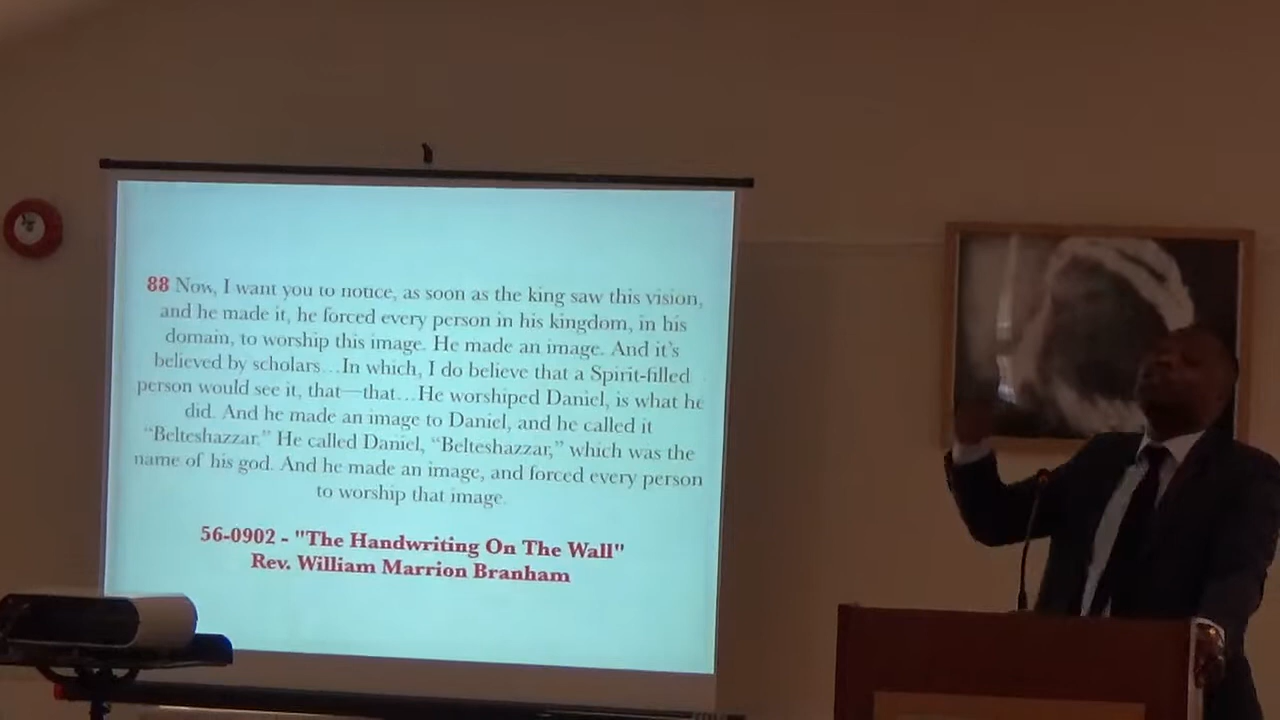 88 Now, I want you to notice, as soon as the king saw this vision,
and he made it, he forced every person in his kingdom, in his
domain, to worship this image. He made an image. And it's
believed by scholars…In which, I do believe that a Spirit-filled
person would see it, that—that…He worshiped Daniel, is what he
did. And he made an image to Daniel, and he called it
“Belteshazzar.” He called Daniel, “Belteshazzar,” which was the
name of his god. And he made an image, and forced every person
to worship that image.
56-0902 - "The Handwriting On The Wall"
Rev. William Marrion Branham